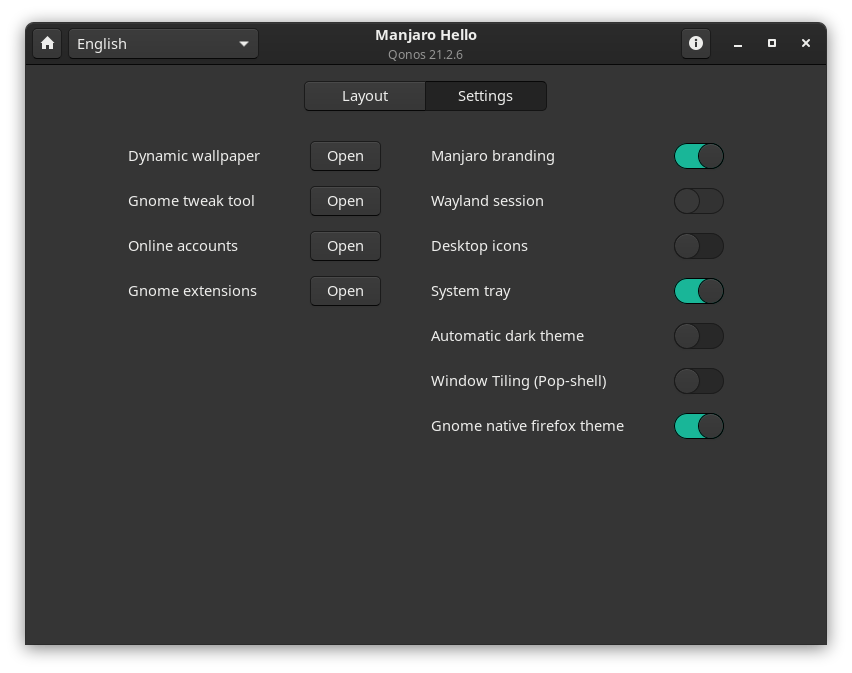 English
Manjaro Hello
Qonos 21.2.6
Layout
Settings
Dynamic wallpaper
Open
Manjaro branding
Gnome tweak tool
Open
Wayland session
Online accounts
Open
Desktop icons
Gnome extensions
Open
System tray
Automatic dark theme
Window Tiling (Pop-shell)
Gnome native firefox theme